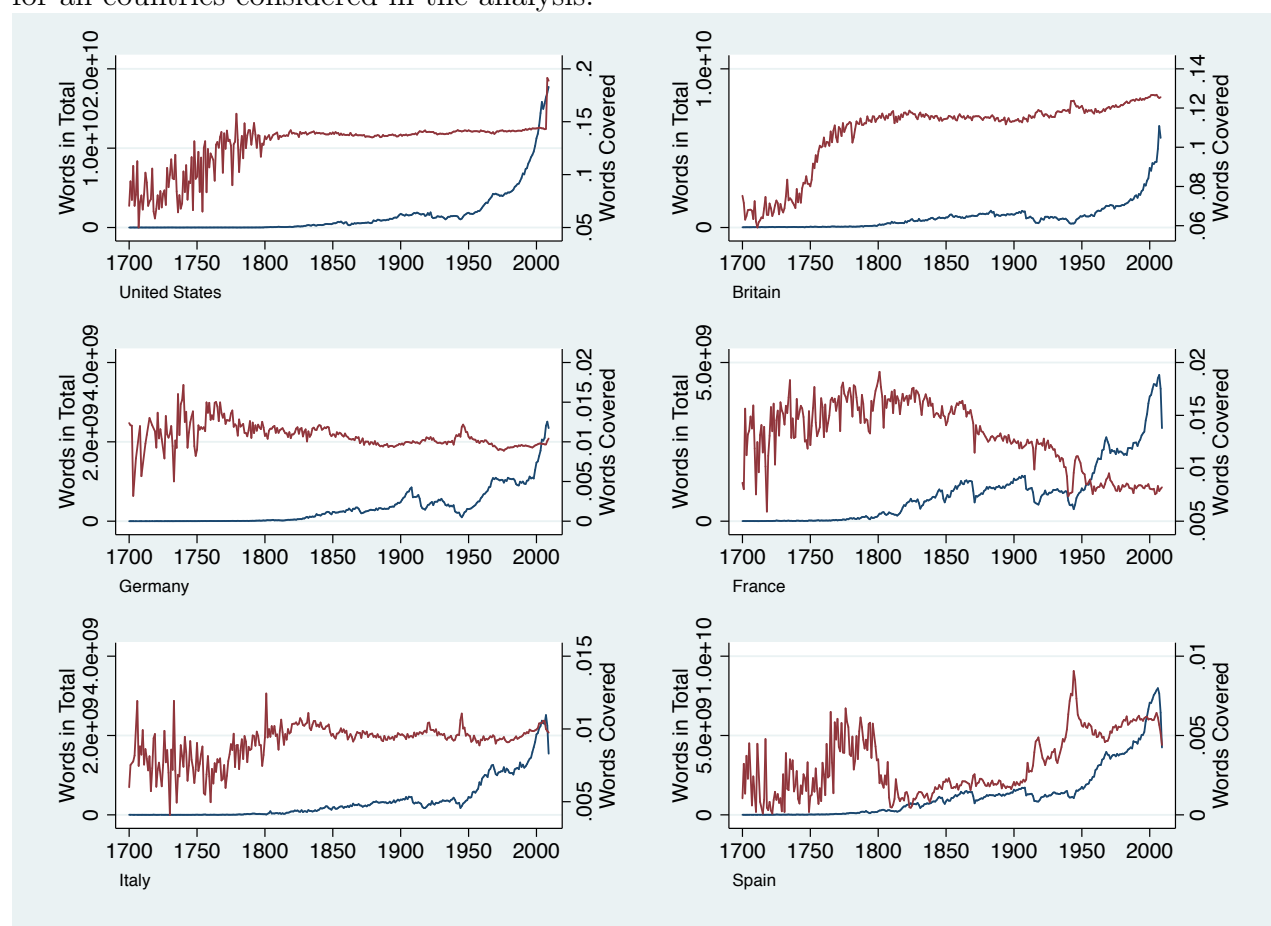 for all countries considered in the analysis.
Words in Total
0 1.0e+10 2.0e+10
.05 .1 .15 .2
Words Covered
1700 1750 1800 1850 1900 1950 2000
United States
Words in Total
0 1.0e+10
.06 .08 .1 .12 .14
Words Covered
1700 1750 1800 1850 1900 1950 2000
Britain
Words in Total
0 2.0e+09 4.0e+09
0 .005 .01 .015 .02
Words Covered
1700 1750 1800 1850 1900 1950 2000
Germany
Words in Total
0 5.0e+09
.005 .01 .015 .02
Words Covered
1700 1750 1800 1850 1900 1950 2000
France
Words in Total
0 2.0e+09 4.0e+09
.005 .01 .015
Words Covered
1700 1750 1800 1850 1900 1950 2000
Italy
Words in Total
0 5.0e+09 1.0e+10
0 .005 .01
Words Covered
1700 1750 1800 1850 1900 1950 2000
Spain